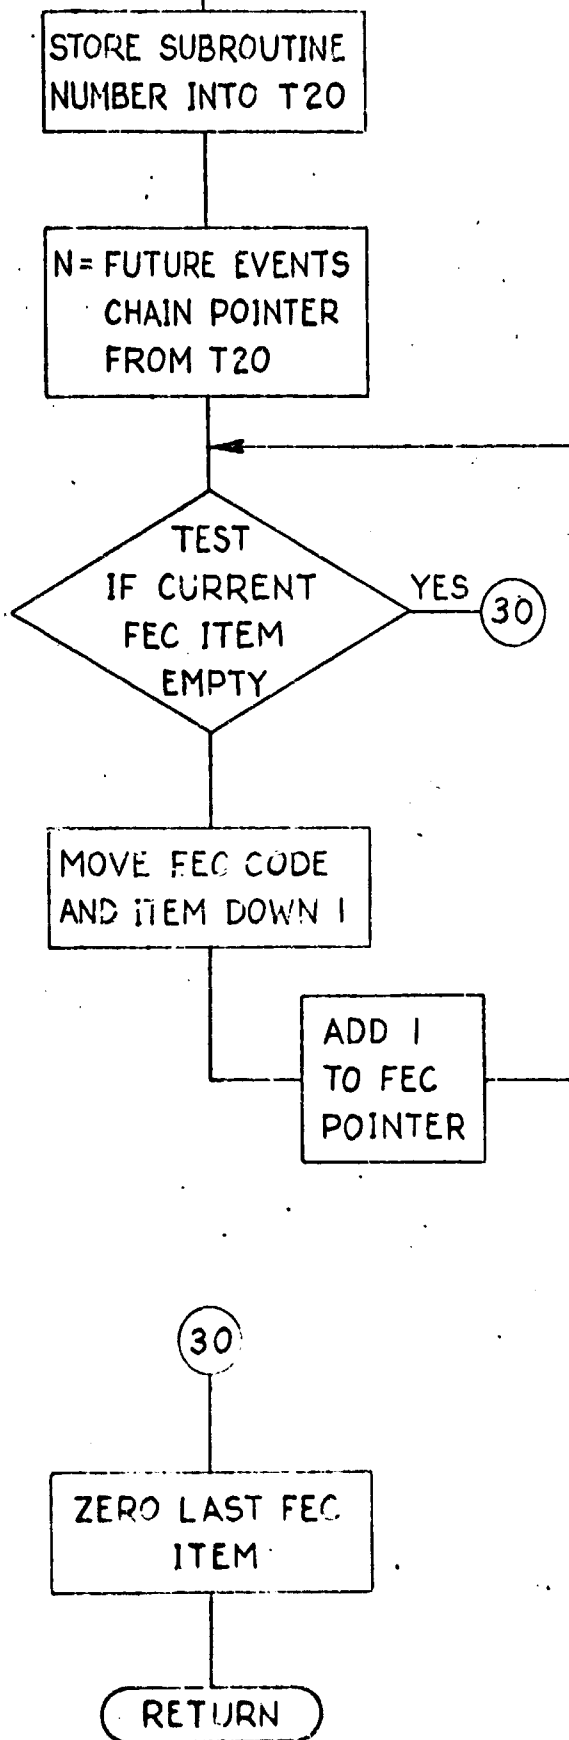 STORE SUBROUTINE
NUMBER INTO T20
N = FUTURE EVENTS
CHAIN POINTER
FROM T20
TEST
IF CURRENT
FEC ITEM
EMPTY
YES
30
MOVE FEC CODE
AND ITEM DOWN 1
ADD 1
TO FEC
POINTER
30
ZERO LAST FEC
ITEM
RETURN